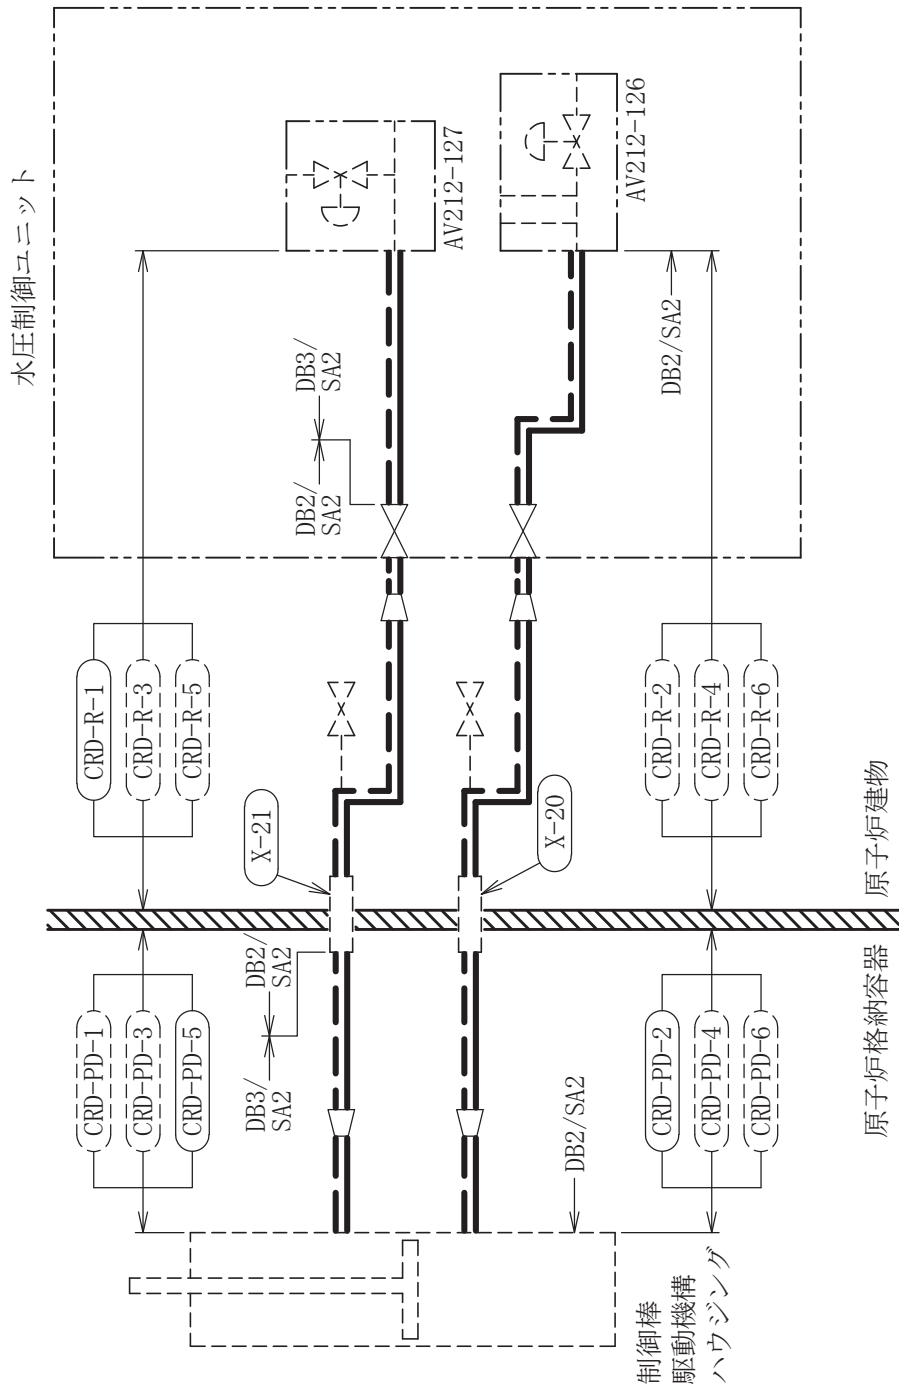 制御棒
駆動機構
ハウジング
CRD-PD-1
CRD-PD-3
CRD-PD-5
DB3/
SA2
DB2/
SA2
DB2/SA2
CRD-PD-2
CRD-PD-4
CRD-PD-6
原子炉格納容器
原子炉建物
X-21
X-20
CRD-R-1
CRD-R-3
CRD-R-5
CRD-R-2
CRD-R-4
CRD-R-6
水圧制御ユニット
DB2/
SA2
DB3/
SA2
DB2/SA2
AV212-127
AV212-126